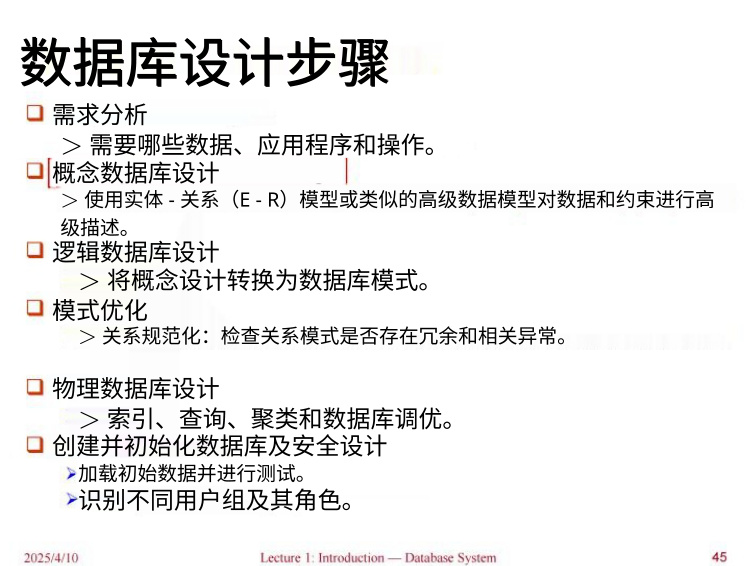 数据库设计步骤
需求分析
> 需要哪些数据、应用程序和操作。
概念数据库设计
> 使用实体 - 关系（E - R）模型或类似的高级数据模型对数据和约束进行高
级描述。
逻辑数据库设计
> 将概念设计转换为数据库模式。
模式优化
> 关系规范化：检查关系模式是否存在冗余和相关异常。
物理数据库设计
> 索引、查询、聚类和数据库调优。
创建并初始化数据库及安全设计
➢加载初始数据并进行测试。
➢识别不同用户组及其角色。
2025/4/10 Lecture 1: Introduction — Database System 45